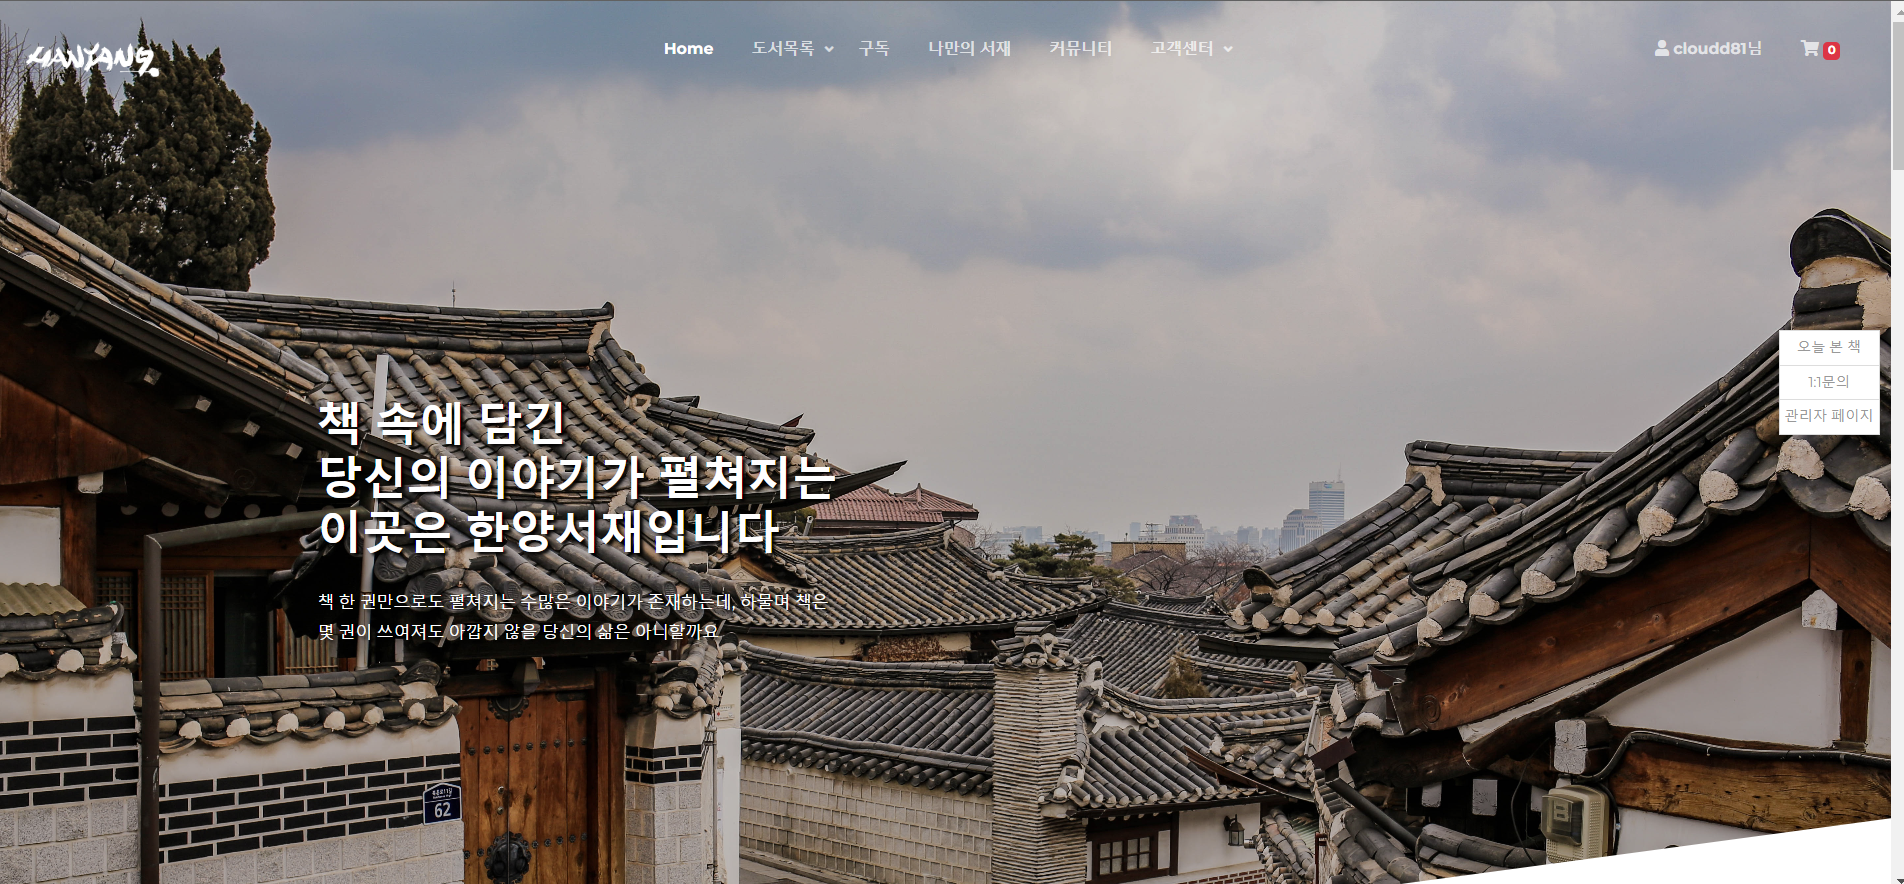 HANYANG
Home 도서목록 구독 나만의 서재 커뮤니티 고객센터 cloudd81님 0
오늘 본 책
1:1문의
관리자 페이지
책 속에 담긴
당신의 이야기가 펼쳐지는
이곳은 한양서재입니다
책 한 권만으로도 펼쳐지는 수많은 이야기가 존재하는데, 하물며 책은
몇 권이 쓰여져도 아깝지 않을 당신의 삶은 아니할까요
62